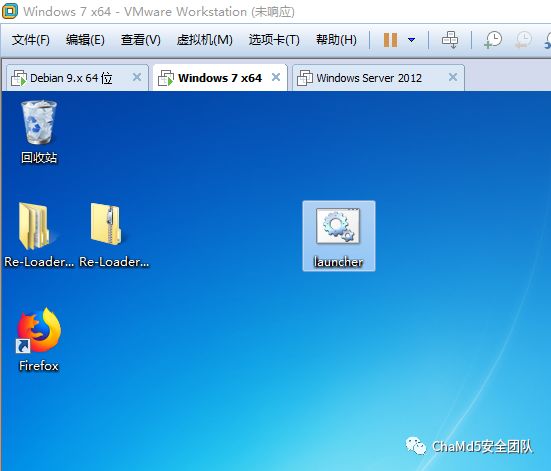 Windows 7 x64 - VMware Workstation (未响应)
文件(F) 编辑(E) 查看(V) 虚拟机(M) 选项卡(T) 帮助(H)
Debian 9.x 64 位 Windows 7 x64 Windows Server 2012
回收站
Re-Loader... Re-Loader... launcher
Firefox
ChaMd5安全团队